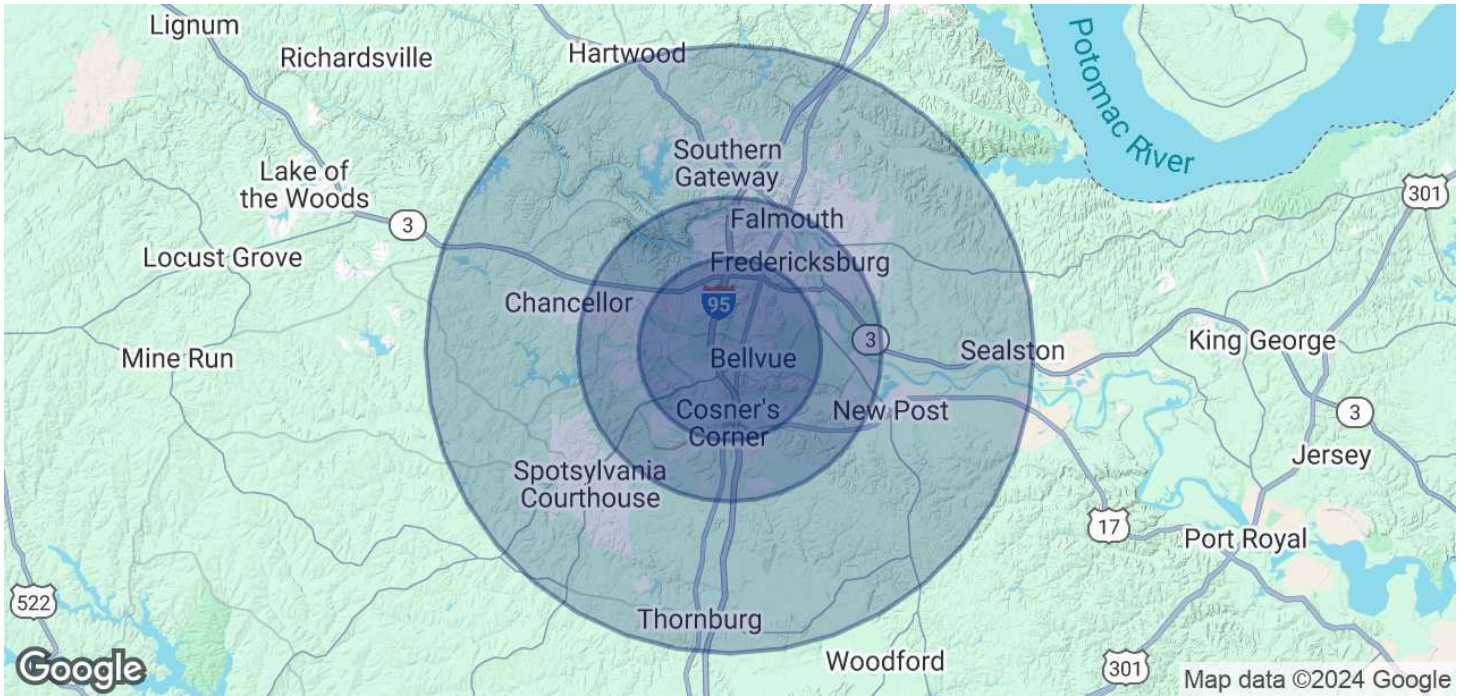 Lignum
Richardsville
Hartwood
Potomac River
Southern
Gateway
Lake of
the Woods
301
3
Falmouth
Locust Grove
Fredericksburg
Chancellor
95
3
Mine Run
Bellvue
Sealston
King George
Cosner's
Corner
New Post
3
Jersey
Spotsylvania
Courthouse
17
Port Royal
522
Thornburg
Woodford
301
Google
Map data ©2024 Google